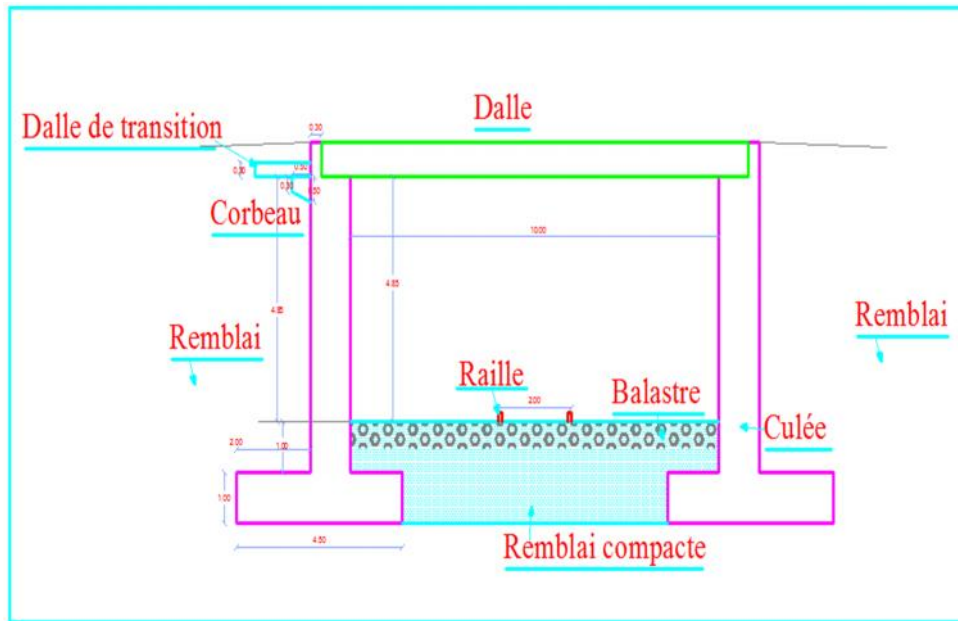 Dalle
Dalle de transition
0.30
0.30
0.50
0.30
0.50
Corbeau
10.00
4.85
4.85
Remblai
Remblai
Raille
2.00
Balastre
Culée
2.00
1.00
1.00
4.50
Remblai compacte